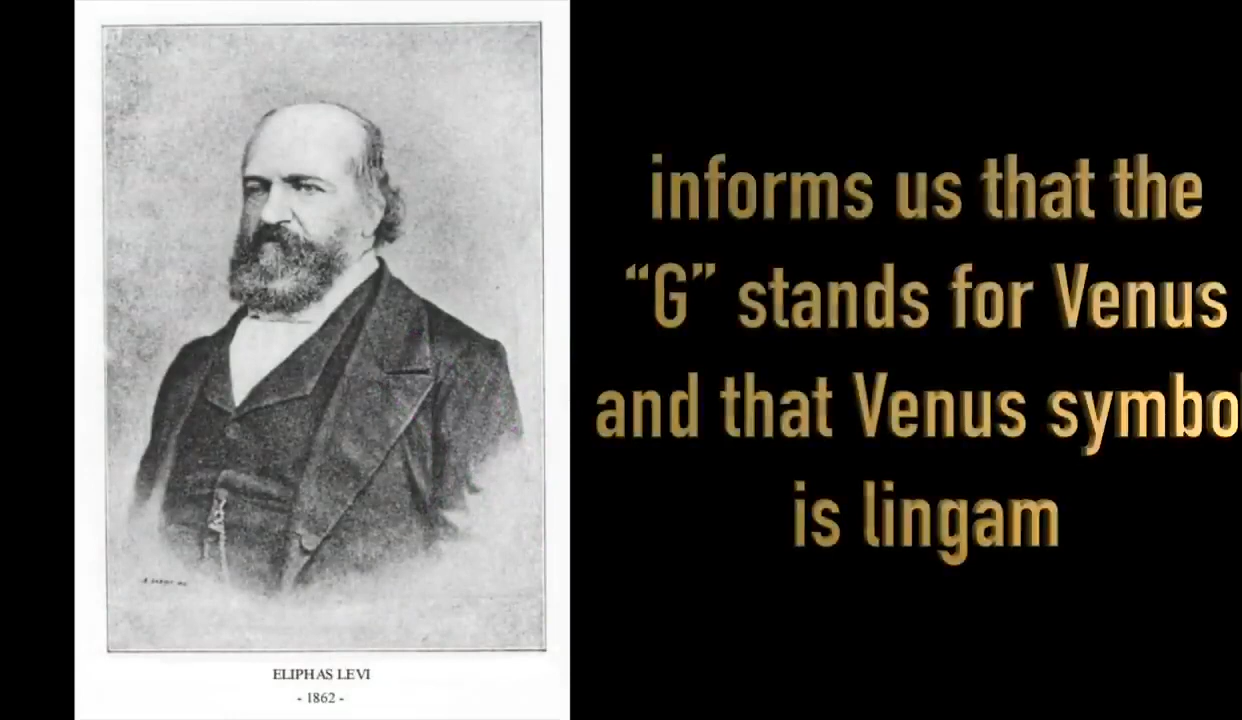 informs us that the
“G” stands for Venus
and that Venus symbo
is lingam
ELIPHAS LEVI
- 1862 -